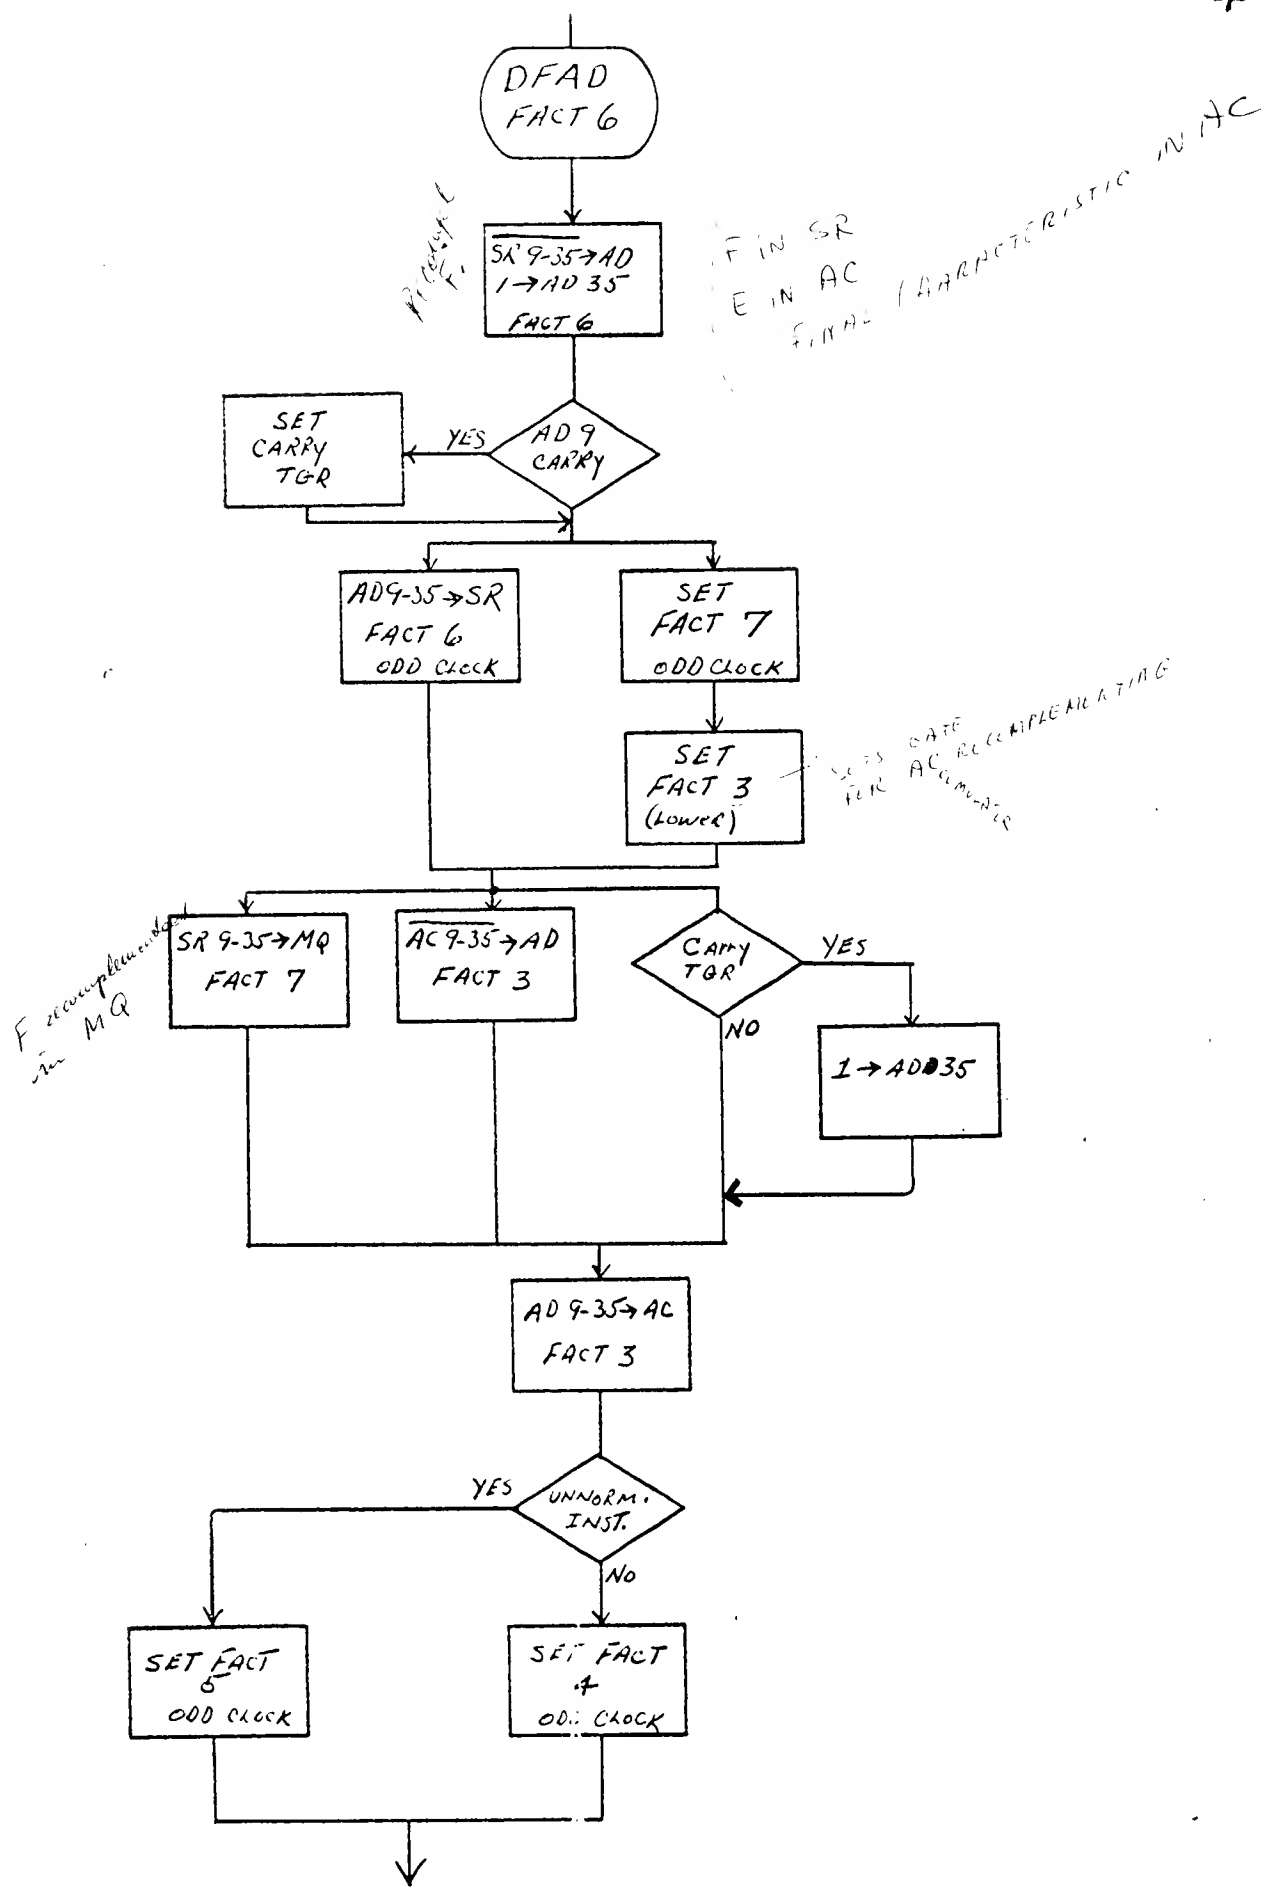 DFAD
FACT 6
SR 9-35→AD
1→AD 35
FACT 6
F IN SR
E IN AC
FINAL CHARACTERISTIC IN AC
SET
CARRY
TGR
YES
AD 9
CARRY
AD9-35→SR
FACT 6
ODD CLOCK
SET
FACT 7
ODD CLOCK
SET
FACT 3
(LOWER)
GATE
FOR AC RECOMPLEMENTING
F recomplemented
in MQ
SR 9-35→MQ
FACT 7
AC 9-35→AD
FACT 3
CARRY
TGR
YES
NO
1→AD 35
AD 9-35→AC
FACT 3
YES
UNNORM.
INST.
NO
SET FACT
5
ODD CLOCK
SET FACT
ODD CLOCK